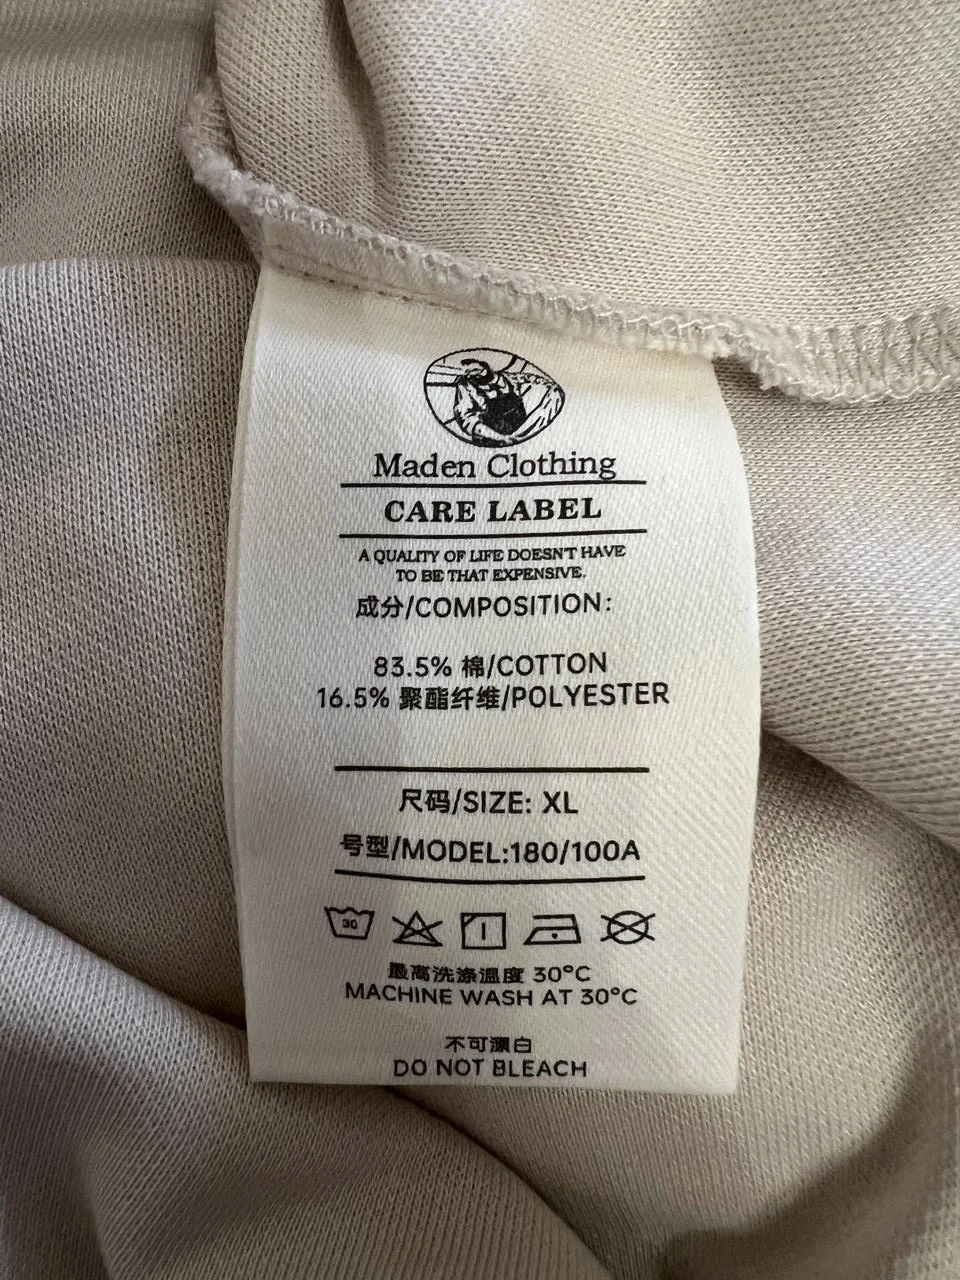 Maden Clothing
CARE LABEL
A QUALITY OF LIFE DOESN'T HAVE
TO BE THAT EXPENSIVE.
成分/COMPOSITION:
83.5% 棉/COTTON
16.5% 聚酯纤维/POLYESTER
尺码/SIZE: XL
号型/MODEL:180/100A
30
最高洗涤溫度 30°C
MACHINE WASH AT 30°C
不可漂白
DO NOT BLEACH